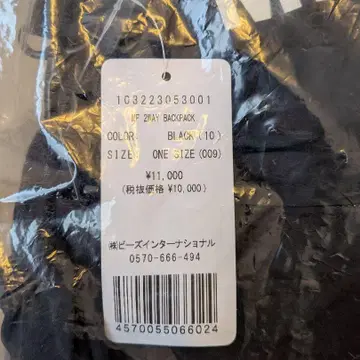 1C3223053001
MF 2WAY BACKPACK
COLOR: BLACK(10)
SIZE: ONE SIZE(009)
¥11,000
(税抜価格 ¥10,000)
㈱ビーズインターナショナル
0570-666-494
4570055066024